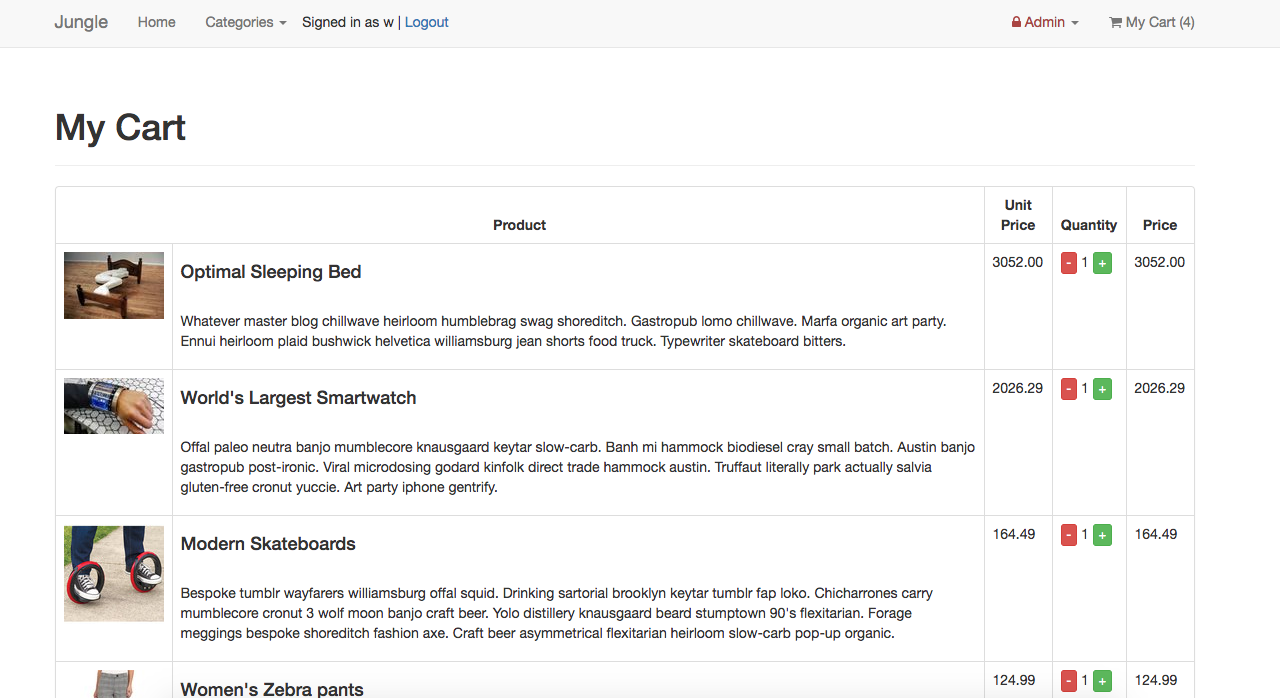 Jungle Home Categories Signed in as w | Logout Admin My Cart (4)
My Cart
Product Unit Price Quantity Price
Optimal Sleeping Bed 3052.00 - 1 + 3052.00
Whatever master blog chillwave heirloom humblebrag swag shoreditch. Gastropub lomo chillwave. Marfa organic art party.
Ennui heirloom plaid bushwick helvetica williamsburg jean shorts food truck. Typewriter skateboard bitters.
World's Largest Smartwatch 2026.29 - 1 + 2026.29
Offal paleo neutra banjo mumblecore knausgaard keytar slow-carb. Banh mi hammock biodiesel cray small batch. Austin banjo
gastropub post-ironic. Viral microdosing godard kinfolk direct trade hammock austin. Truffaut literally park actually salvia
gluten-free cronut yuccie. Art party iphone gentrify.
Modern Skateboards 164.49 - 1 + 164.49
Bespoke tumblr wayfarers williamsburg offal squid. Drinking sartorial brooklyn keytar tumblr fap loko. Chicharrones carry
mumblecore cronut 3 wolf moon banjo craft beer. Yolo distillery knausgaard beard stumptown 90's flexitarian. Forage
meggings bespoke shoreditch fashion axe. Craft beer asymmetrical flexitarian heirloom slow-carb pop-up organic.
Women's Zebra pants 124.99 - 1 + 124.99